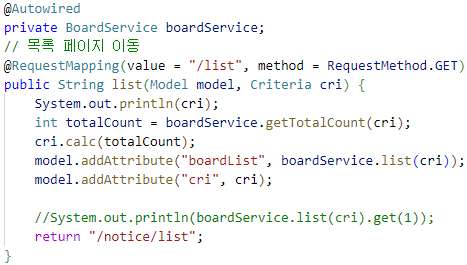 @Autowired
private BoardService boardService;
// 목록 페이지 이동
@RequestMapping(value = "/list", method = RequestMethod.GET)
public String list(Model model, Criteria cri) {
System.out.println(cri);
int totalCount = boardService.getTotalCount(cri);
cri.calc(totalCount);
model.addAttribute("boardList", boardService.list(cri));
model.addAttribute("cri", cri);
//System.out.println(boardService.list(cri).get(1));
return "/notice/list";
}